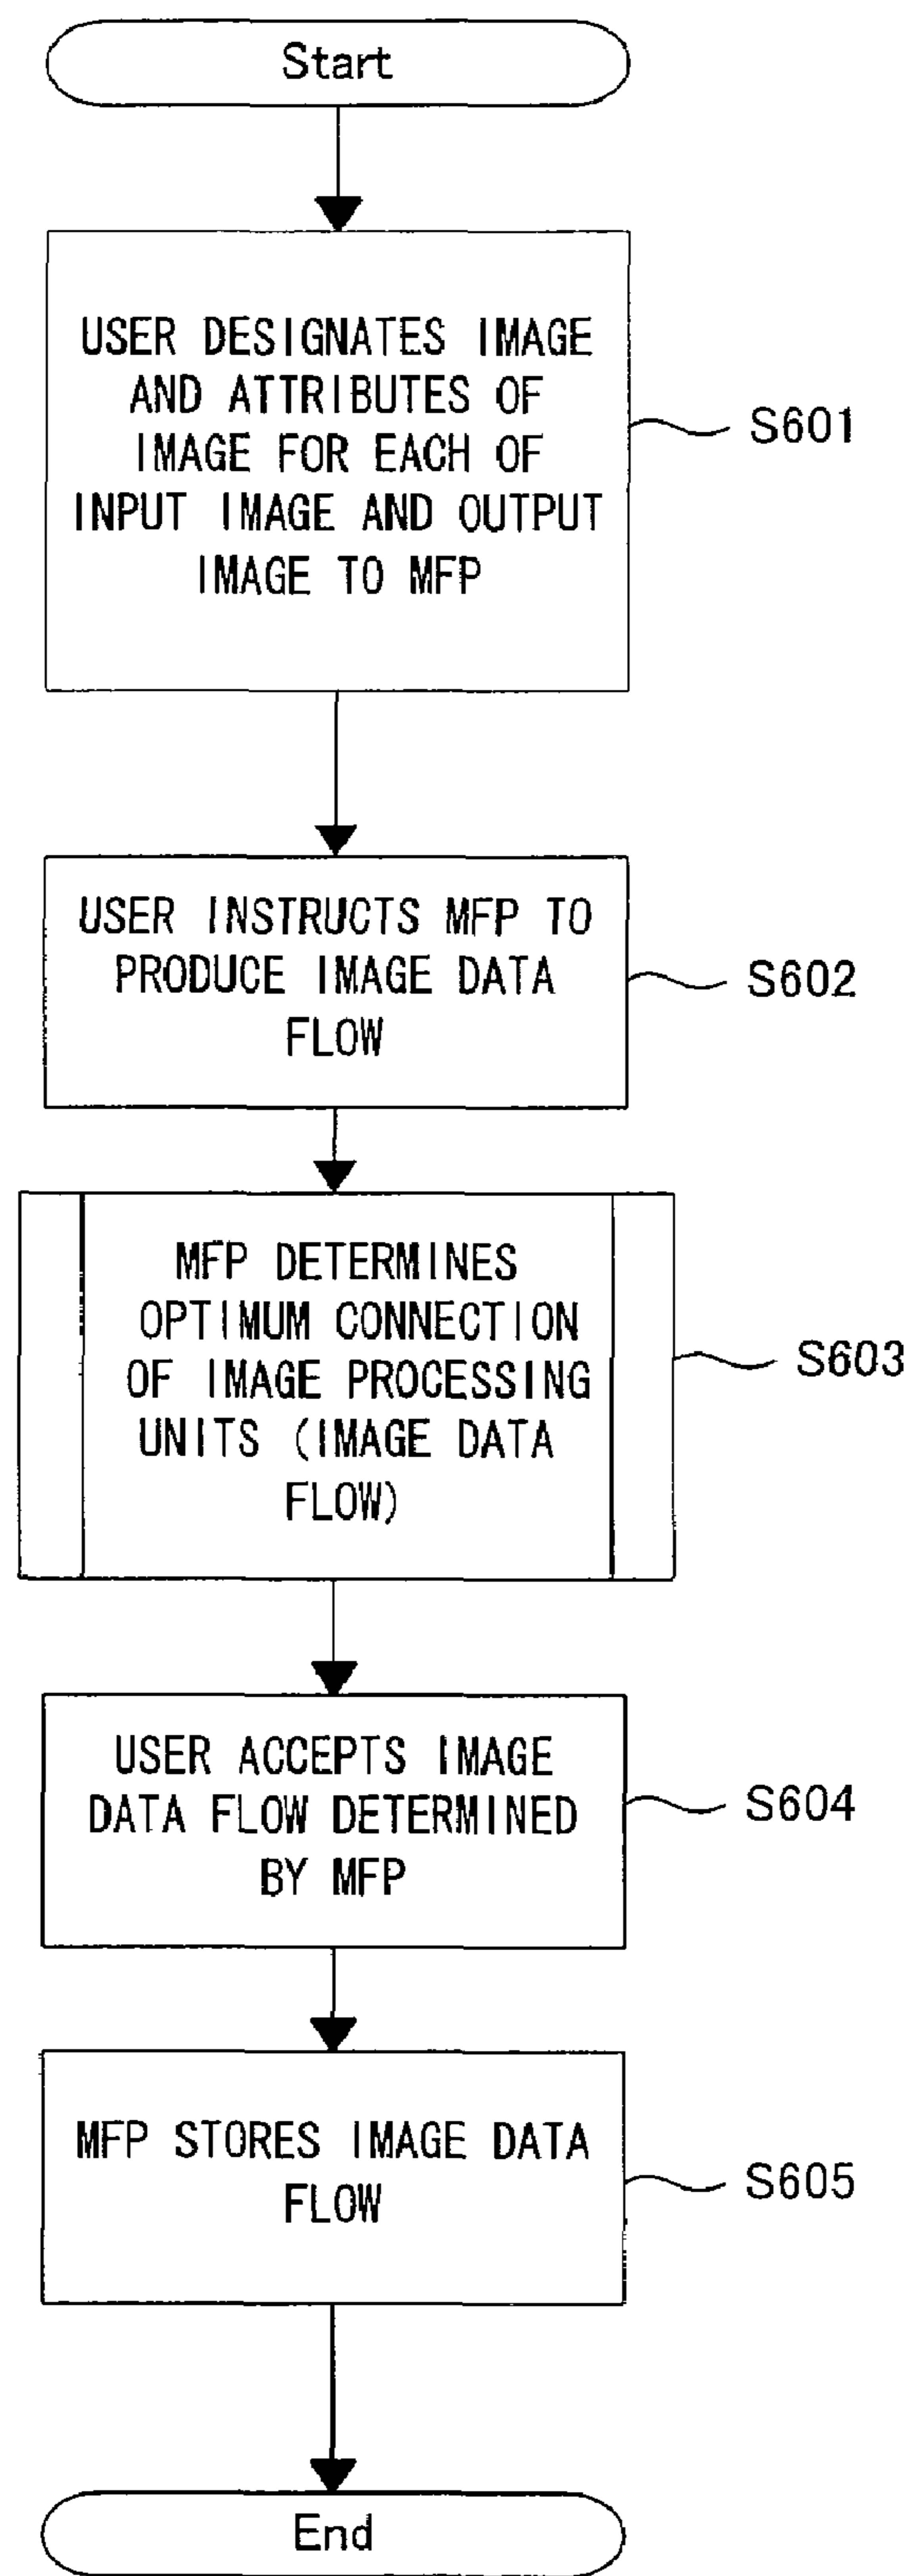 Start
USER DESIGNATES IMAGE
AND ATTRIBUTES OF
IMAGE FOR EACH OF
INPUT IMAGE AND OUTPUT
IMAGE TO MFP
S601
USER INSTRUCTS MFP TO
PRODUCE IMAGE DATA
FLOW
S602
MFP DETERMINES
OPTIMUM CONNECTION
OF IMAGE PROCESSING
UNITS (IMAGE DATA
FLOW)
S603
USER ACCEPTS IMAGE
DATA FLOW DETERMINED
BY MFP
S604
MFP STORES IMAGE DATA
FLOW
S605
End